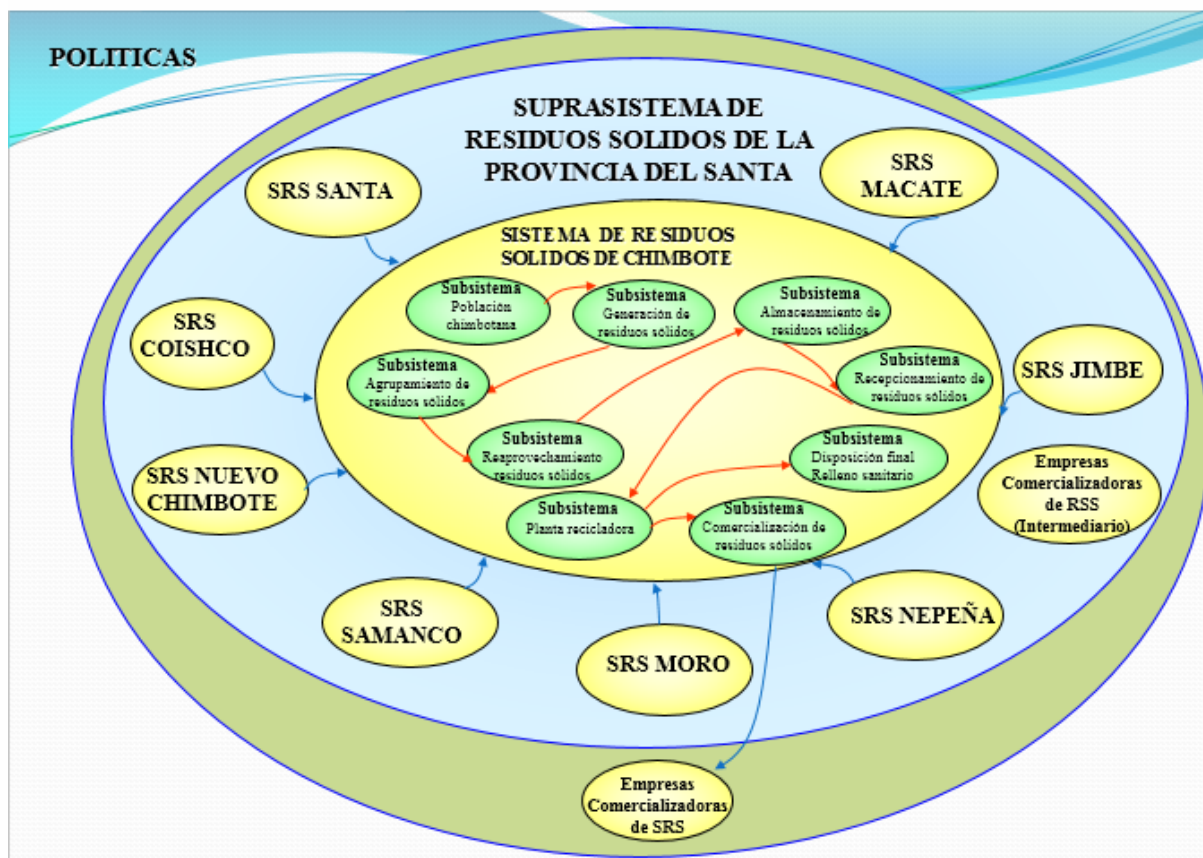 POLITICAS
SUPRASISTEMA DE
RESIDUOS SOLIDOS DE LA
PROVINCIA DEL SANTA
SRS SANTA
SRS
MACATE
SISTEMA DE RESIDUOS
SOLIDOS DE CHIMBOTE
Subsistema
Población
chimbotana
Subsistema
Generación de
residuos sólidos
Subsistema
Almacenamiento de
residuos sólidos
SRS
COISHCO
Subsistema
Agrupamiento de
residuos sólidos
Subsistema
Recepcionamiento de
residuos sólidos
SRS JIMBE
Subsistema
Reaprovechamiento
residuos sólidos
Subsistema
Disposición final
Relleno sanitario
SRS NUEVO
CHIMBOTE
Empresas
Comercializadoras
de RSS
(Intermediario)
Subsistema
Planta recicladora
Subsistema
Comercialización de
residuos sólidos
SRS
SAMANCO
SRS MORO
SRS NEPEÑA
Empresas
Comercializadoras
de SRS